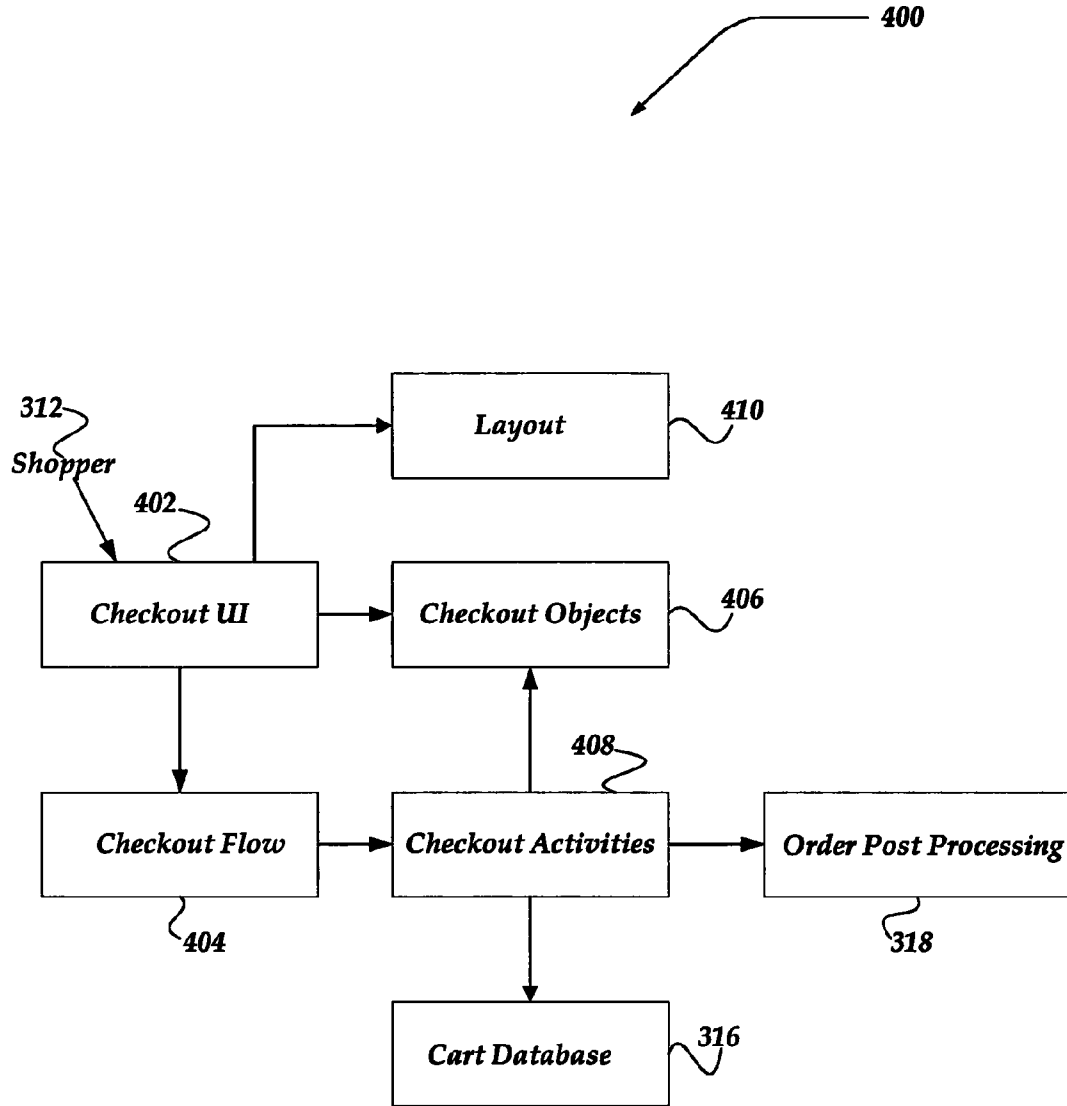 400
Layout
410
312
Shopper
402
Checkout UI
Checkout Objects
406
408
Checkout Flow
Checkout Activities
Order Post Processing
404
318
Cart Database
316